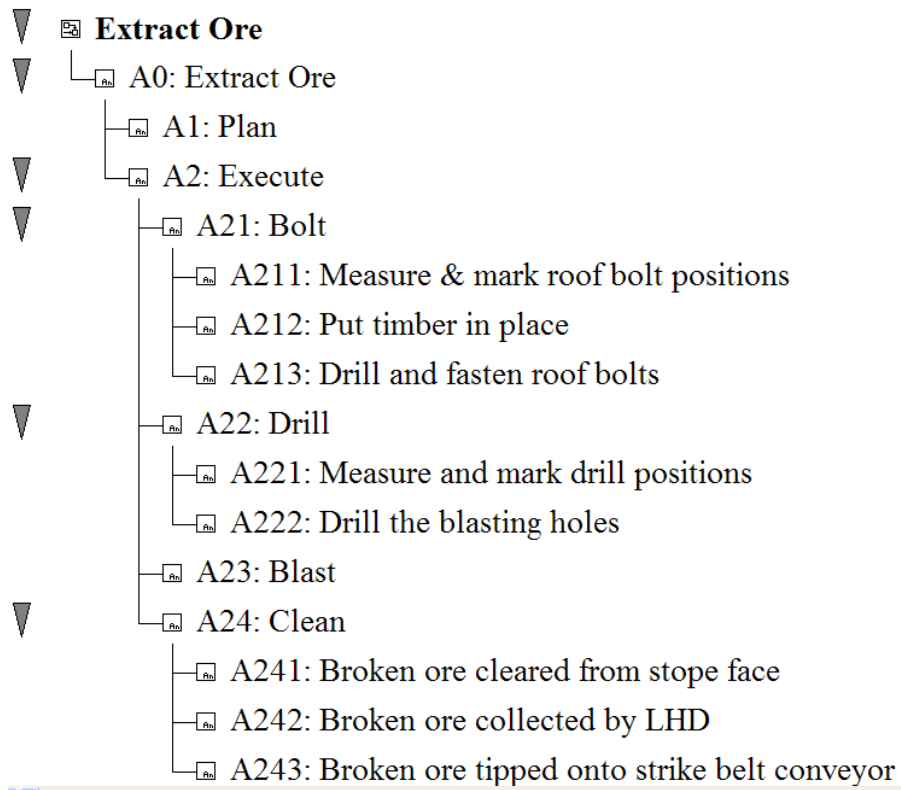 Extract Ore
A0: Extract Ore
A1: Plan
A2: Execute
A21: Bolt
A211: Measure & mark roof bolt positions
A212: Put timber in place
A213: Drill and fasten roof bolts
A22: Drill
A221: Measure and mark drill positions
A222: Drill the blasting holes
A23: Blast
A24: Clean
A241: Broken ore cleared from stope face
A242: Broken ore collected by LHD
A243: Broken ore tipped onto strike belt conveyor